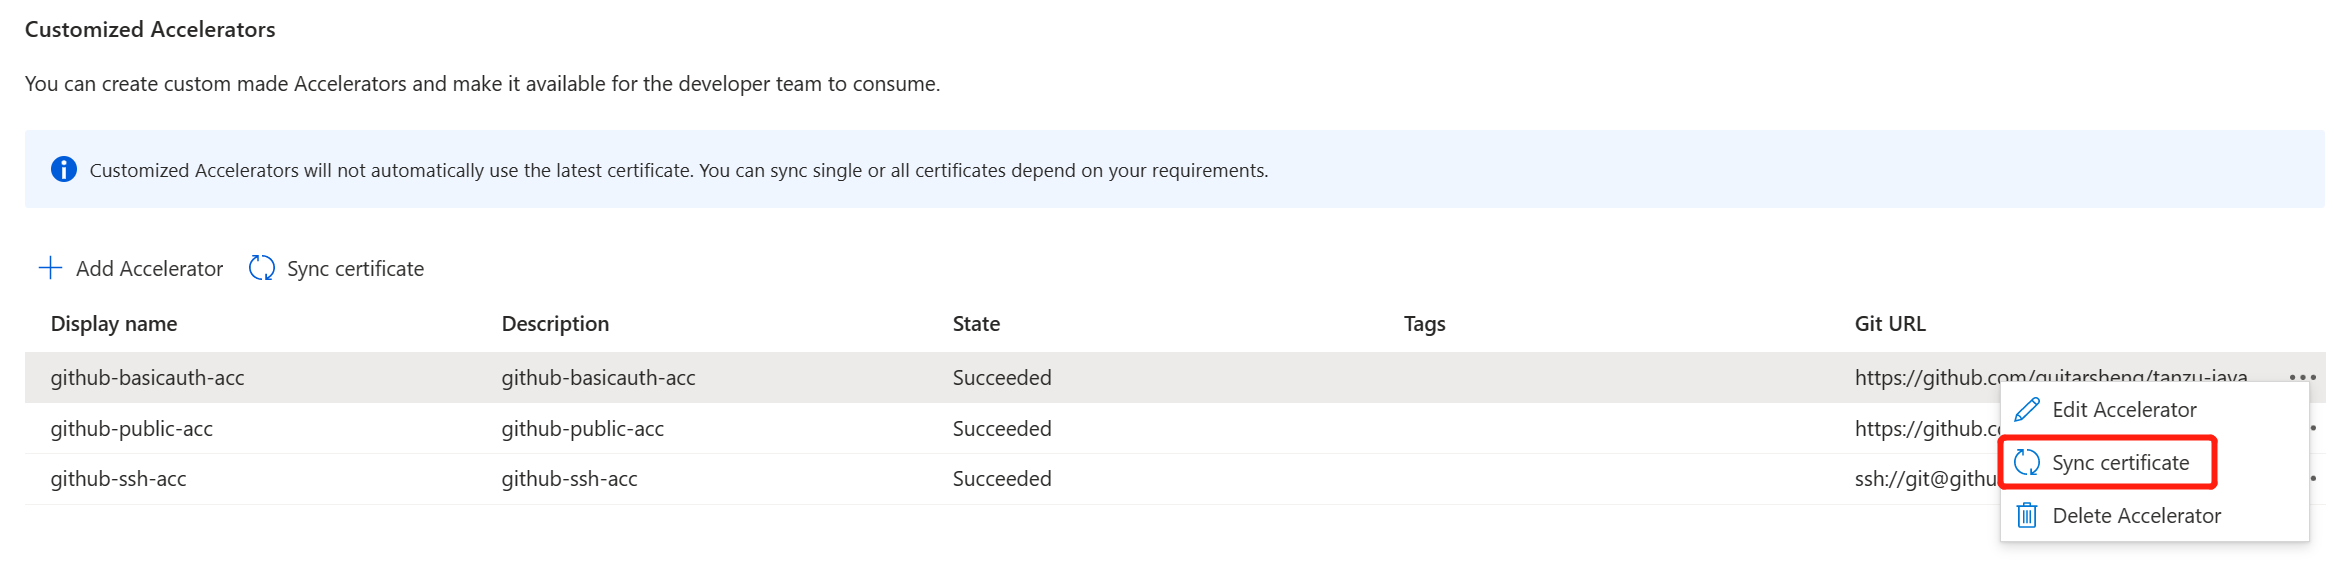 Customized Accelerators
You can create custom made Accelerators and make it available for the developer team to consume.
Customized Accelerators will not automatically use the latest certificate. You can sync single or all certificates depend on your requirements.
Add Accelerator Sync certificate
Display name Description State Tags Git URL
github-basicauth-acc github-basicauth-acc Succeeded https://github.com/guitarsheng/tanzu-java
Edit Accelerator
github-public-acc github-public-acc Succeeded https://github.c
Sync certificate
github-ssh-acc github-ssh-acc Succeeded ssh://git@githu
Delete Accelerator